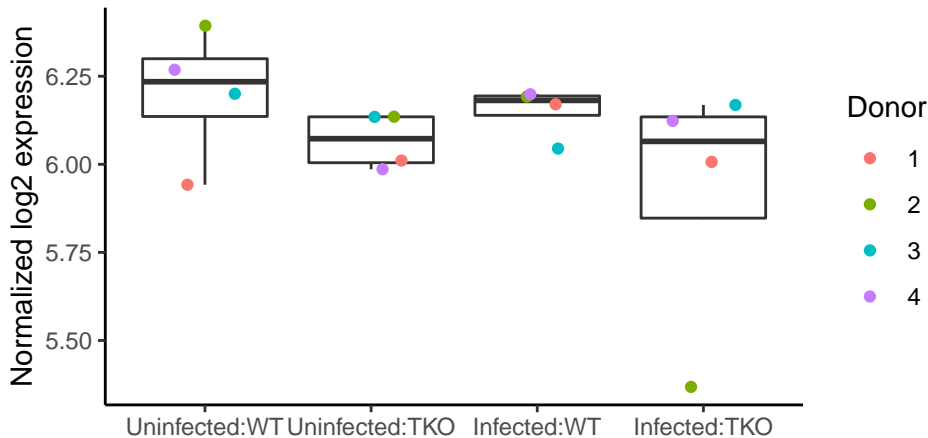 Normalized log2 expression
6.25
6.00
5.75
5.50
Uninfected:WT
Uninfected:TKO
Infected:WT
Infected:TKO
Donor
1
2
3
4